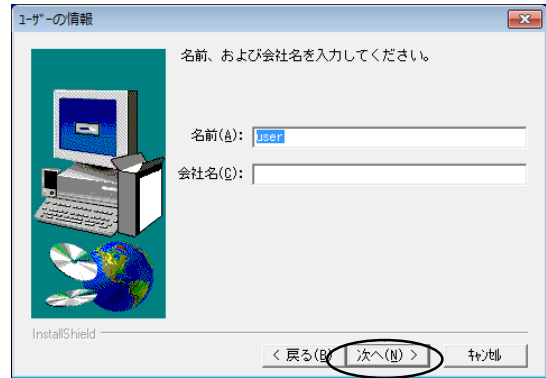 ﾕｰｻﾞｰの情報
名前、および会社名を入力してください。
名前(A): user
会社名(C):
InstallShield
< 戻る(B) 次へ(N) > ｷｬﾝｾﾙ